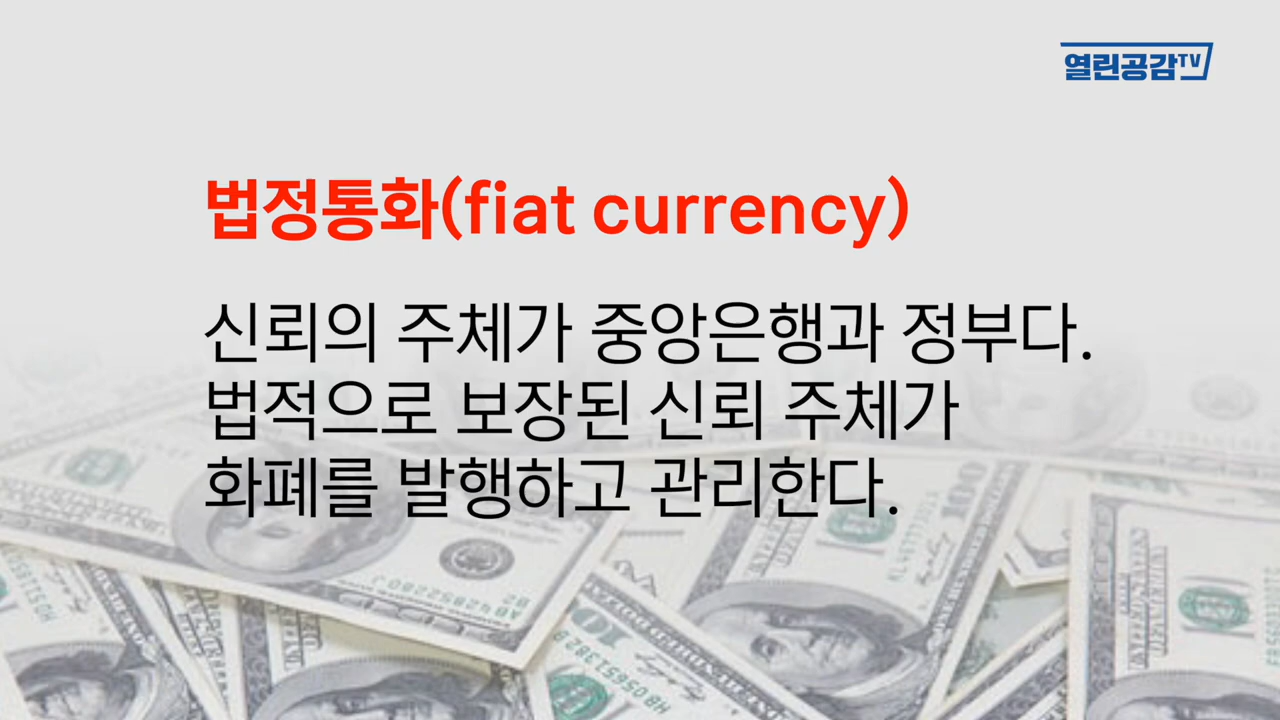 열린공감TV
법정통화(fiat currency)
신뢰의 주체가 중앙은행과 정부다.
법적으로 보장된 신뢰 주체가
화폐를 발행하고 관리한다.